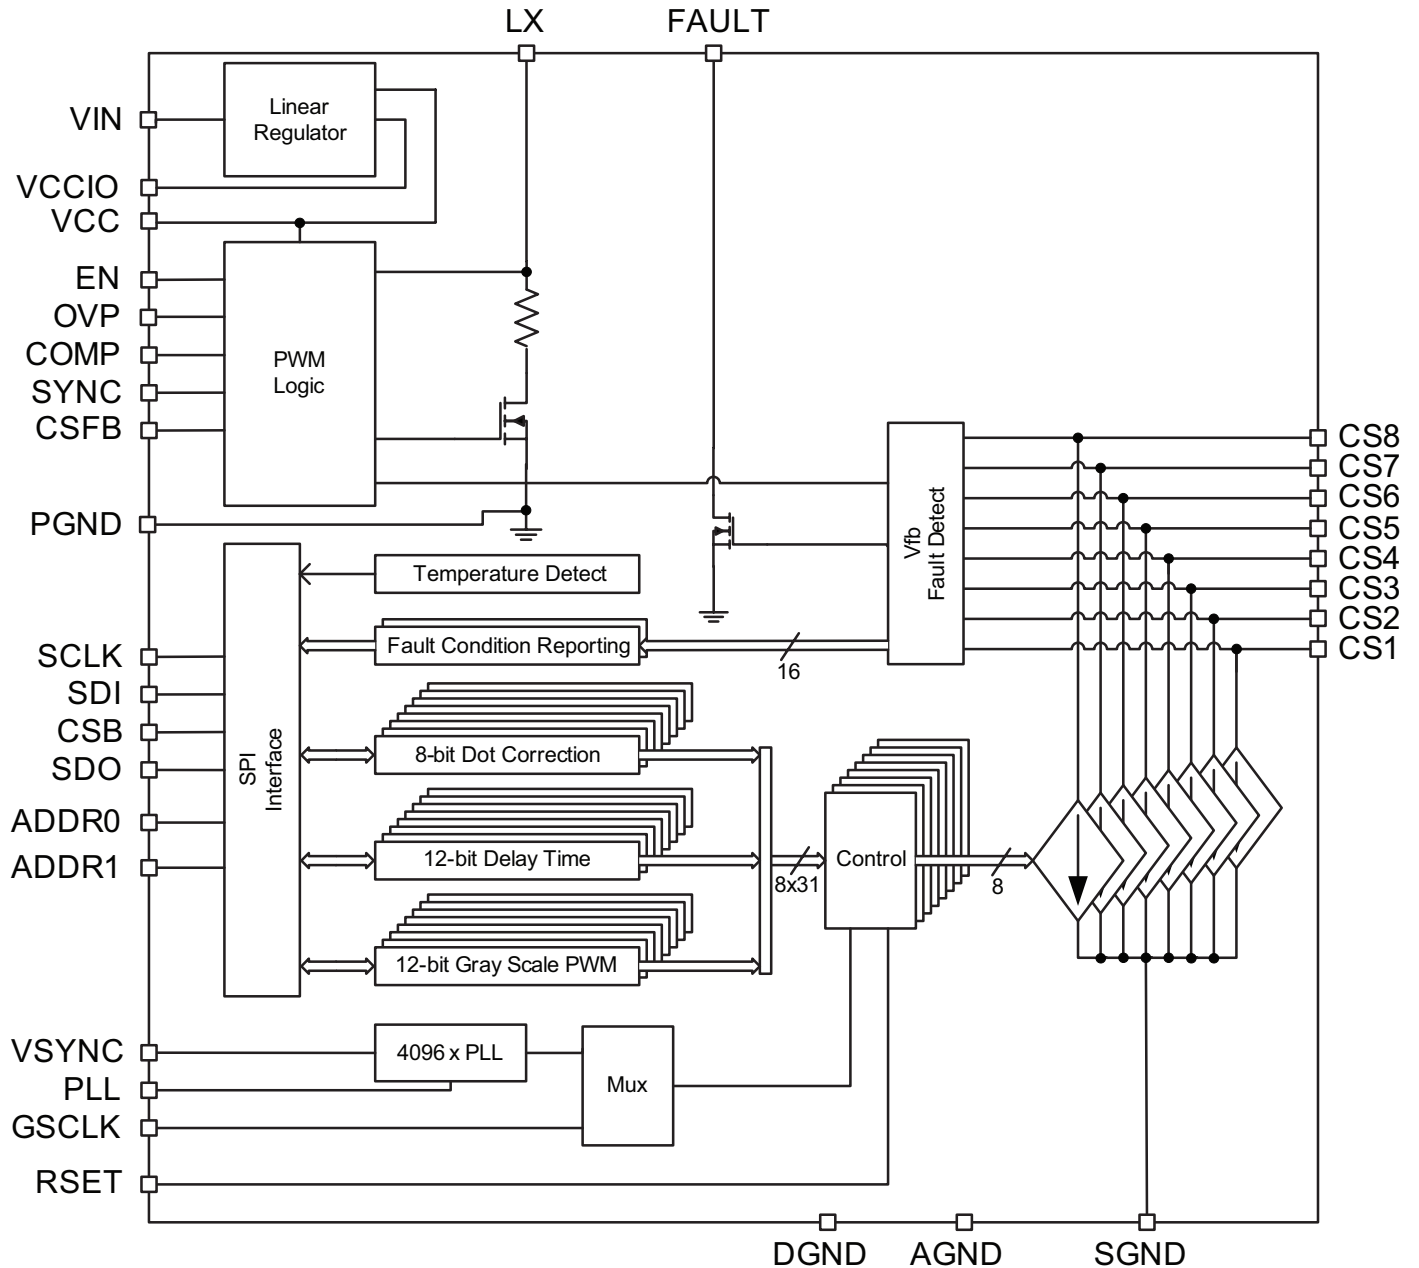 LX
FAULT
VIN
Linear
Regulator
VCCIO
VCC
EN
OVP
COMP
SYNC
CSFB
PWM
Logic
PGND
Vfb
Fault Detect
CS8
CS7
CS6
CS5
CS4
CS3
CS2
CS1
Temperature Detect
Fault Condition Reporting
16
SCLK
SDI
CSB
SDO
ADDR0
ADDR1
SPI
Interface
8-bit Dot Correction
12-bit Delay Time
12-bit Gray Scale PWM
8x31
Control
8
VSYNC
PLL
GSCLK
RSET
4096 x PLL
Mux
DGND
AGND
SGND